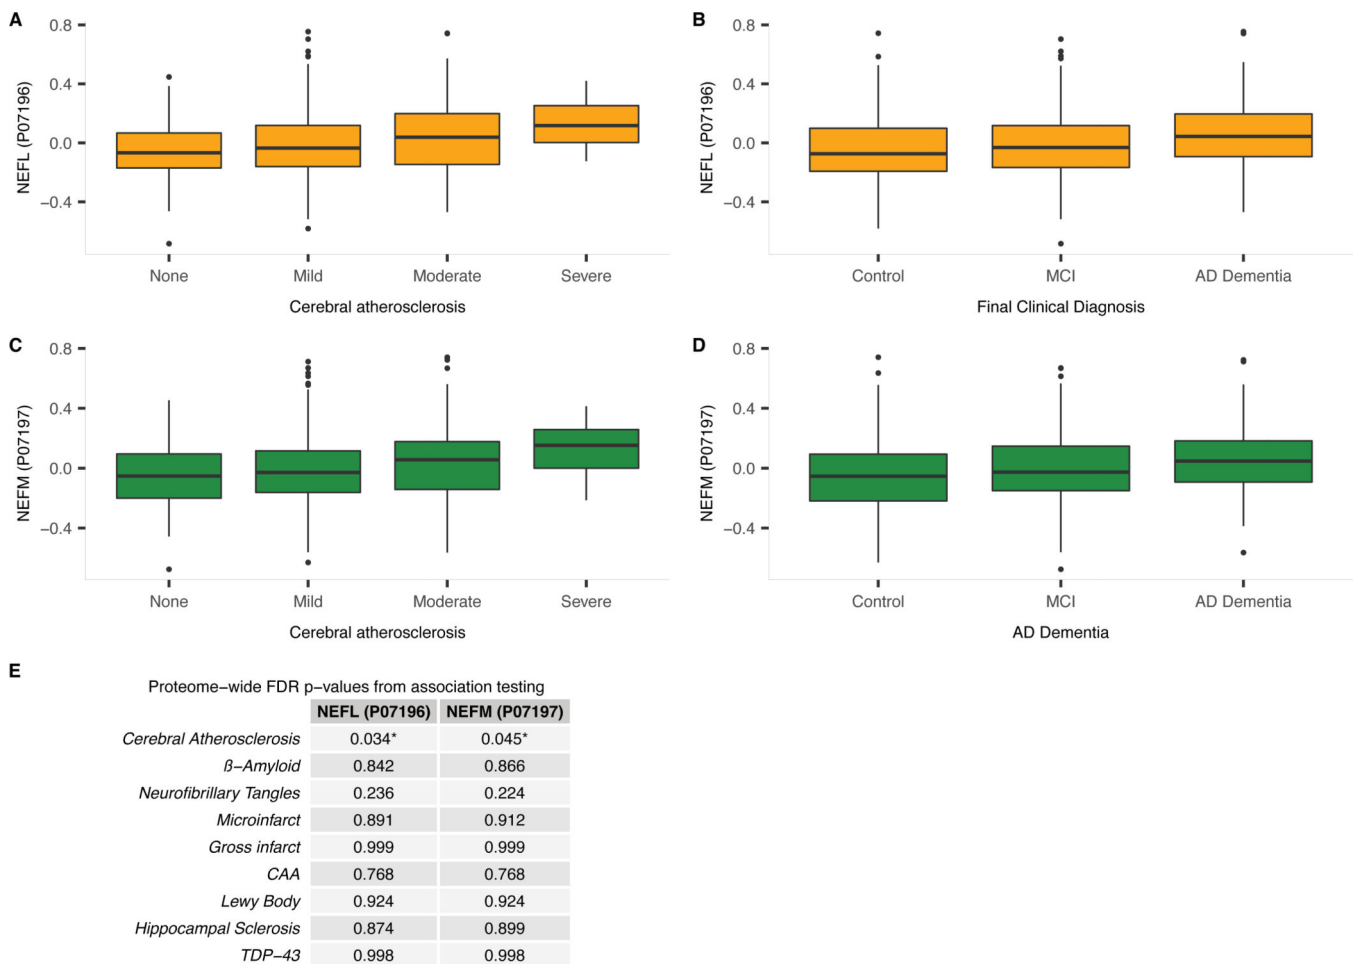 A
0.8
0.4
0.0
−0.4
NEFL (P07196)
None Mild Moderate Severe
Cerebral atherosclerosis
B
0.8
0.4
0.0
−0.4
NEFL (P07196)
Control MCI AD Dementia
Final Clinical Diagnosis
C
0.8
0.4
0.0
−0.4
NEFM (P07197)
None Mild Moderate Severe
Cerebral atherosclerosis
D
0.8
0.4
0.0
−0.4
NEFM (P07197)
Control MCI AD Dementia
AD Dementia
E
Proteome−wide FDR p−values from association testing
NEFL (P07196) NEFM (P07197)
Cerebral Atherosclerosis 0.034* 0.045*
ß−Amyloid 0.842 0.866
Neurofibrillary Tangles 0.236 0.224
Microinfarct 0.891 0.912
Gross infarct 0.999 0.999
CAA 0.768 0.768
Lewy Body 0.924 0.924
Hippocampal Sclerosis 0.874 0.899
TDP−43 0.998 0.998